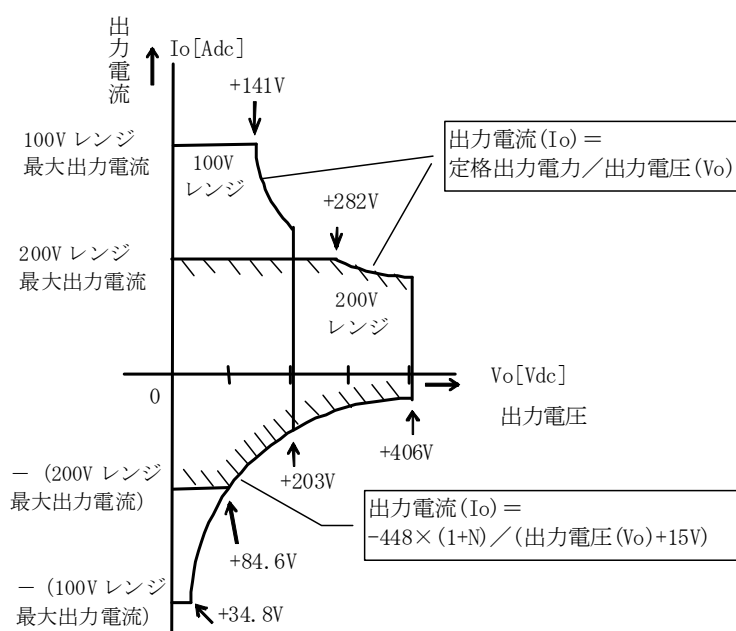 出力電流
Io[Adc]
+141V
100V レンジ
最大出力電流
100V
レンジ
出力電流(Io)＝
定格出力電力／出力電圧(Vo)
+282V
200V レンジ
最大出力電流
200V
レンジ
0
Vo[Vdc]
出力電圧
+406V
+203V
－(200V レンジ
最大出力電流)
出力電流(Io)＝
-448×(1+N)／(出力電圧(Vo)+15V)
+84.6V
－(100V レンジ
最大出力電流)
+34.8V